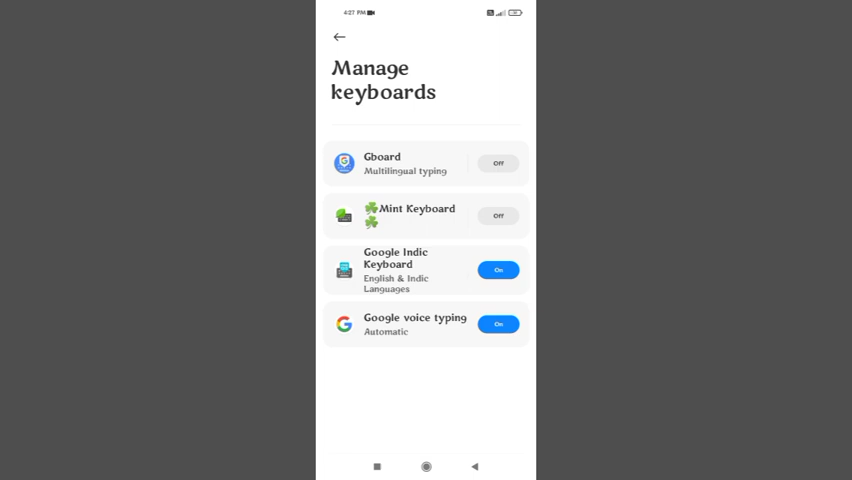 4:27 PM
Manage
keyboards
Gboard
Multilingual typing
Off
☘Mint Keyboard
☘
Off
Google Indic
Keyboard
English & Indic
Languages
On
Google voice typing
Automatic
On